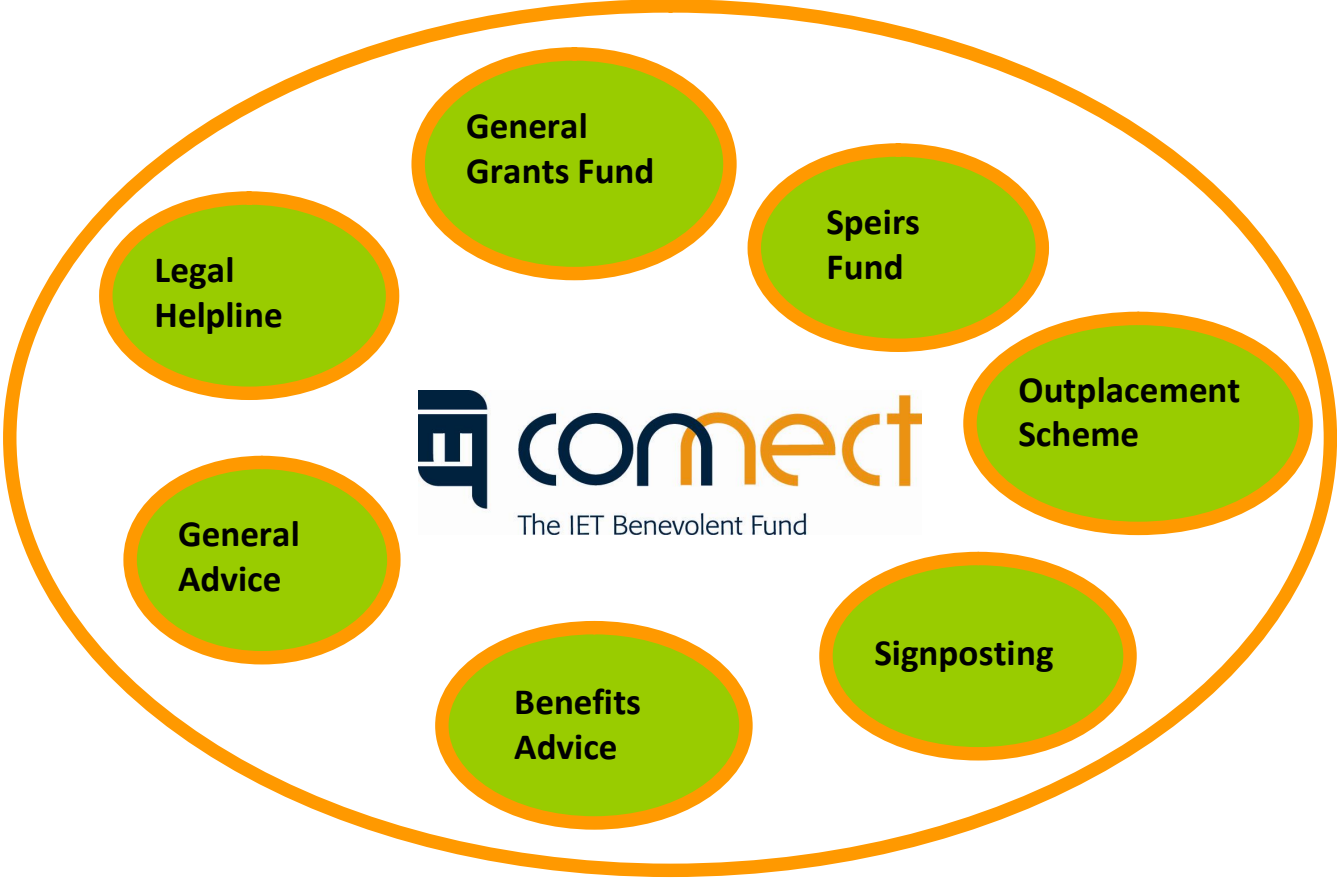 General
Grants Fund
Speirs
Fund
Legal
Helpline
Outplacement
Scheme
IET connect
The IET Benevolent Fund
General
Advice
Signposting
Benefits
Advice